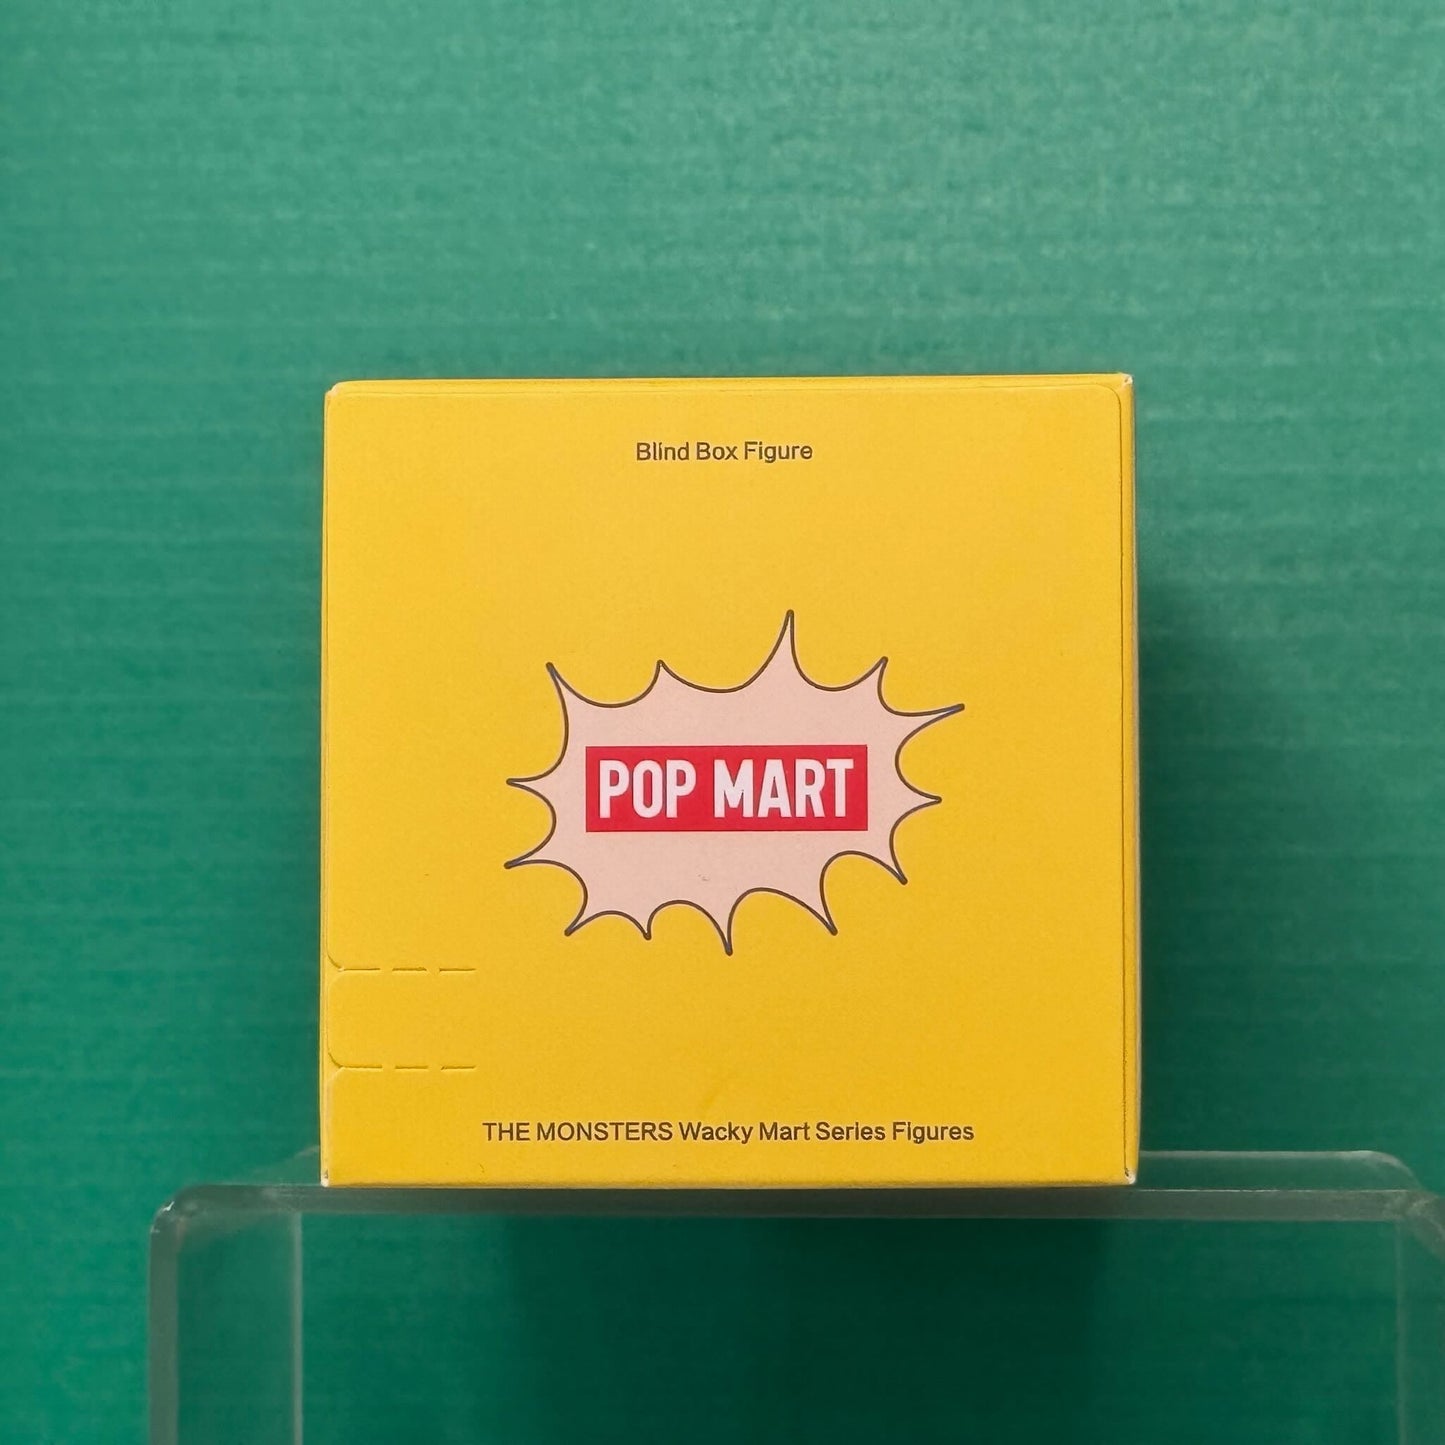 Blind Box Figure
POP MART
THE MONSTERS Wacky Mart Series Figures